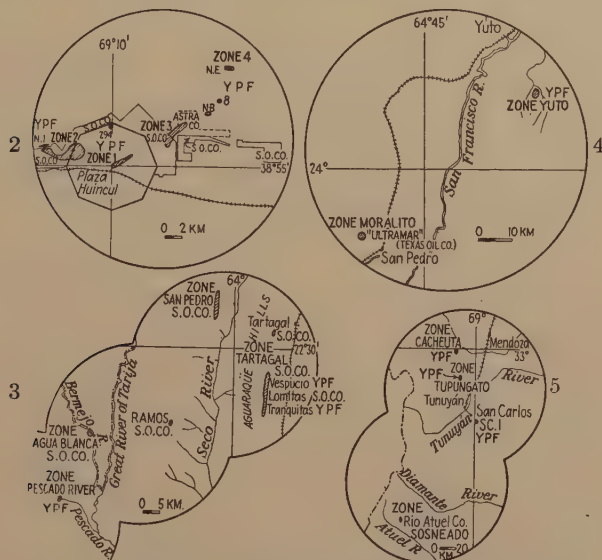 2
69°10'
ZONE 4
N.E.
YPF
8
N.B
ASTRA
CO.
ZONE 3
S.O.CO
S.O.CO
YPF
N.I
ZONE 2
S.O.CO
YPF
ZONE 1
Plaza
Huincul
S.O.CO.
S.O.CO.
38°55'
0 2 KM
4
64°45'
Yuto
YPF
ZONE YUTO
San Francisco R.
24°
ZONE MORALITO
"ULTRAMAR"
(TEXAS OIL CO.)
San Pedro
0 10 KM
3
64°
ZONE
SAN PEDRO
S.O.CO.
AGUARAQÜE HILLS
Tartagal
S.O.CO.
22°30'
ZONE
TARTAGAL
S.O.CO.
Vespucio YPF
Lomitas S.O.CO.
Tranquitas YPF
Bermejo R.
Great River of Tarija
RAMOS
S.O.CO.
Seco River
ZONE
AGUA BLANCA
S.O.CO.
ZONE
PESCADO RIVER
YPF
Pescado R.
0 5 KM.
5
69°
ZONE
CACHEUTA
YPF
Mendoza
33°
YPF
ZONE
TUPUNGATO
Tunuyán
River
Tunuyán
San Carlos
SC. 1
YPF
Diamante River
ZONE
Rio Atuel Co.
SOSNEADO
Atuel R
0 KM 20